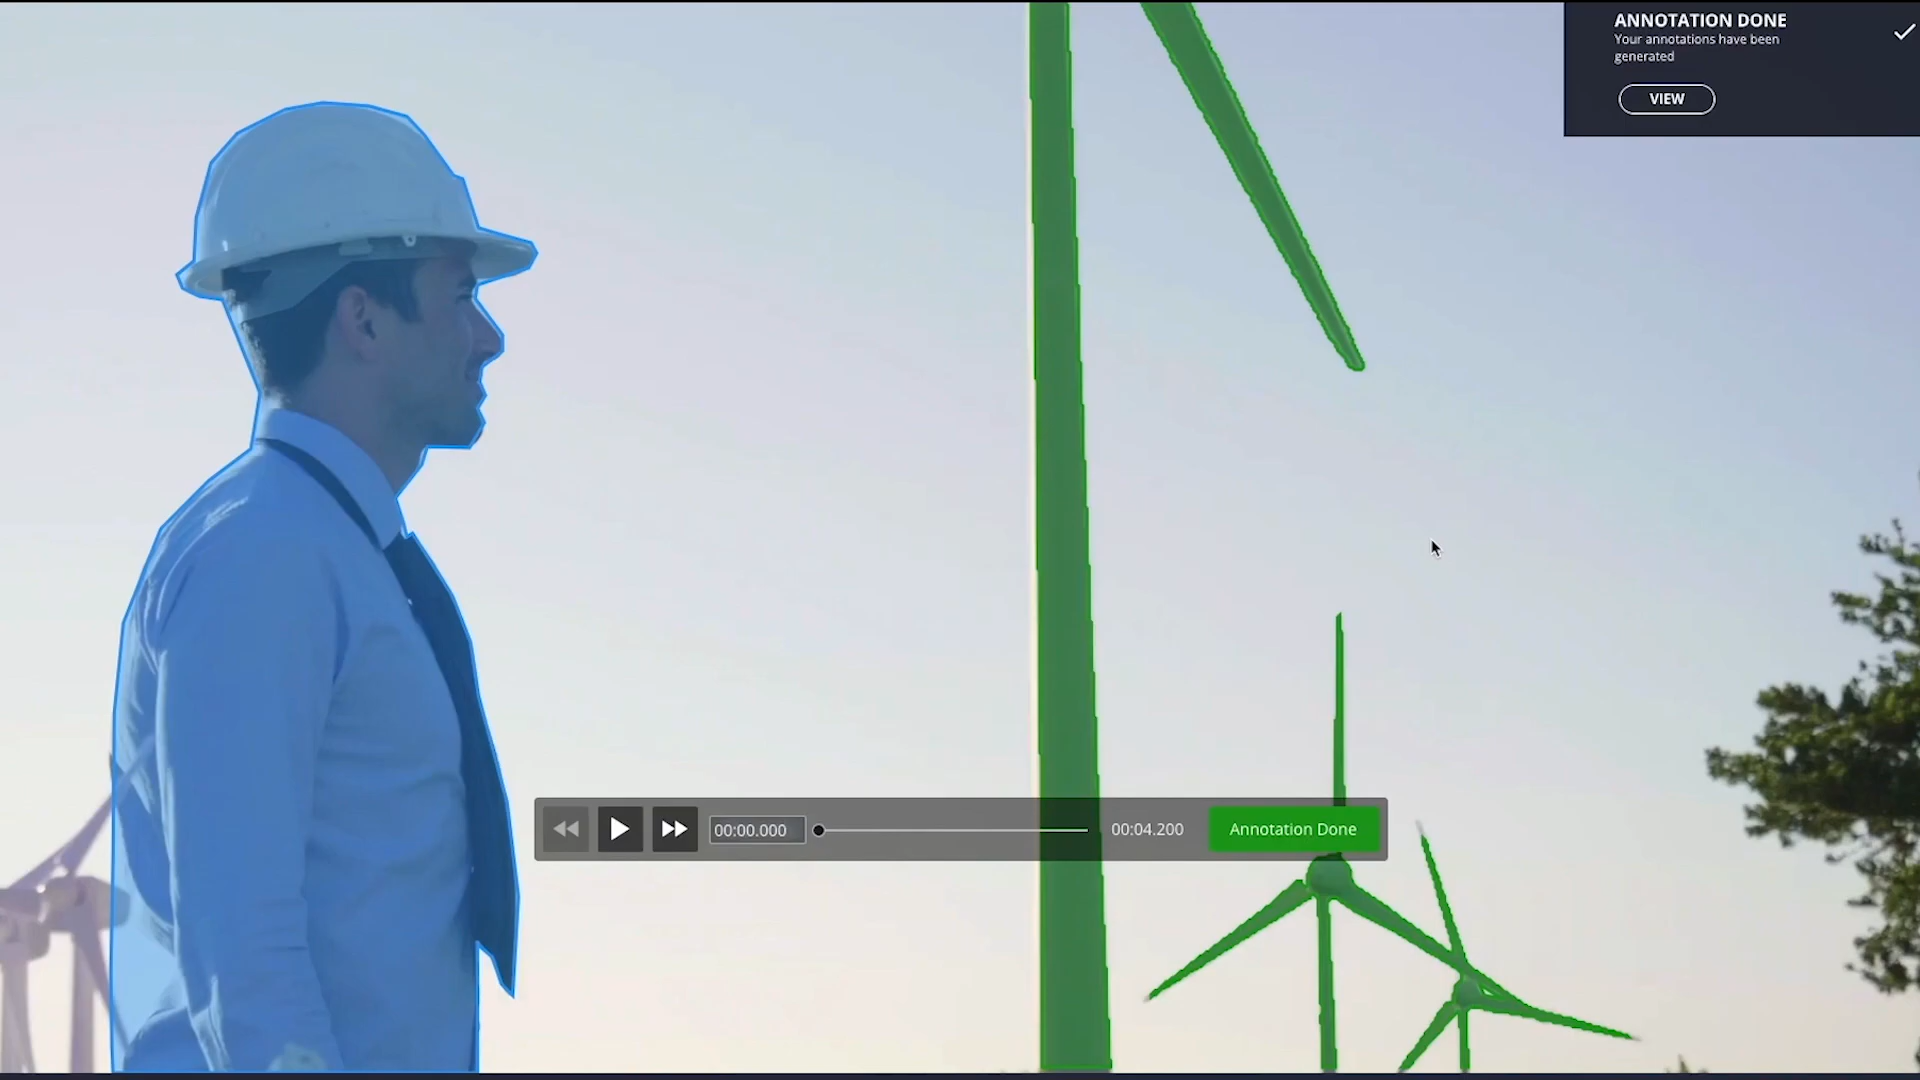 ANNOTATION DONE
Your annotations have been
generated
VIEW
00:00.000
00:04.200
Annotation Done